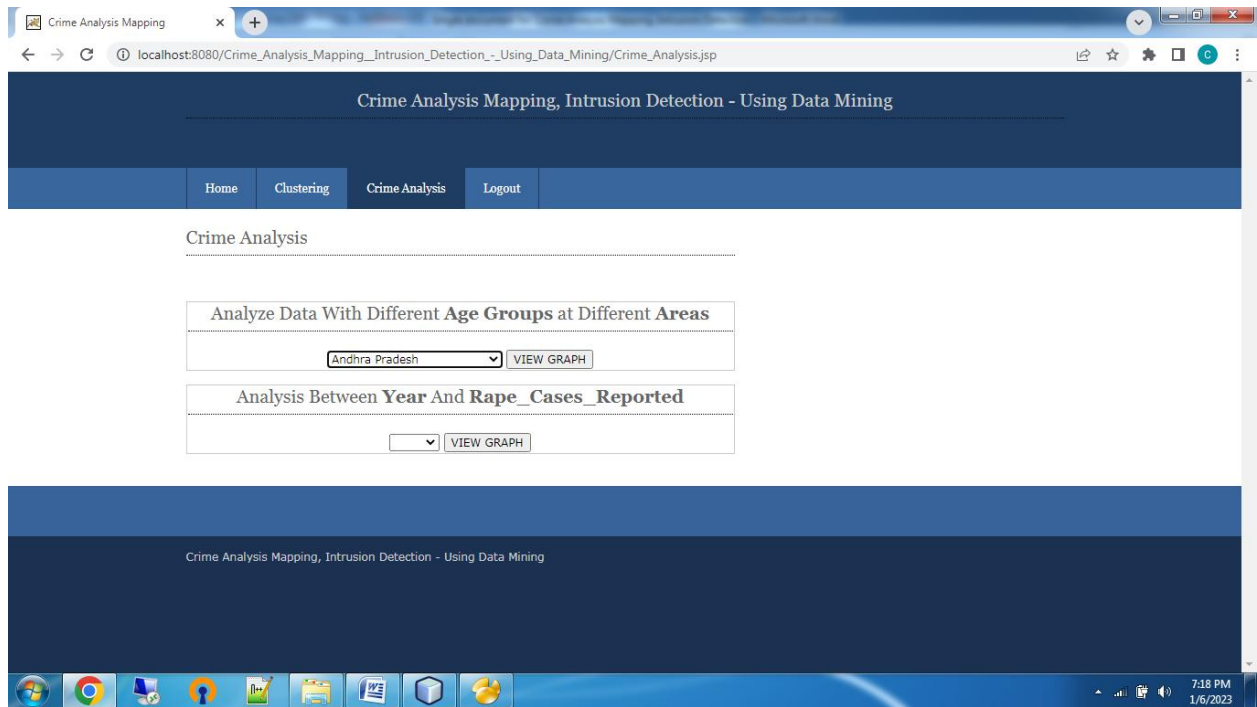 Crime Analysis Mapping
localhost:8080/Crime_Analysis_Mapping__Intrusion_Detection_-_Using_Data_Mining/Crime_Analysis.jsp
C
Crime Analysis Mapping, Intrusion Detection - Using Data Mining
Home Clustering Crime Analysis Logout
Crime Analysis
Analyze Data With Different Age Groups at Different Areas
Andhra Pradesh VIEW GRAPH
Analysis Between Year And Rape_Cases_Reported
VIEW GRAPH
Crime Analysis Mapping, Intrusion Detection - Using Data Mining
7:18 PM
1/6/2023